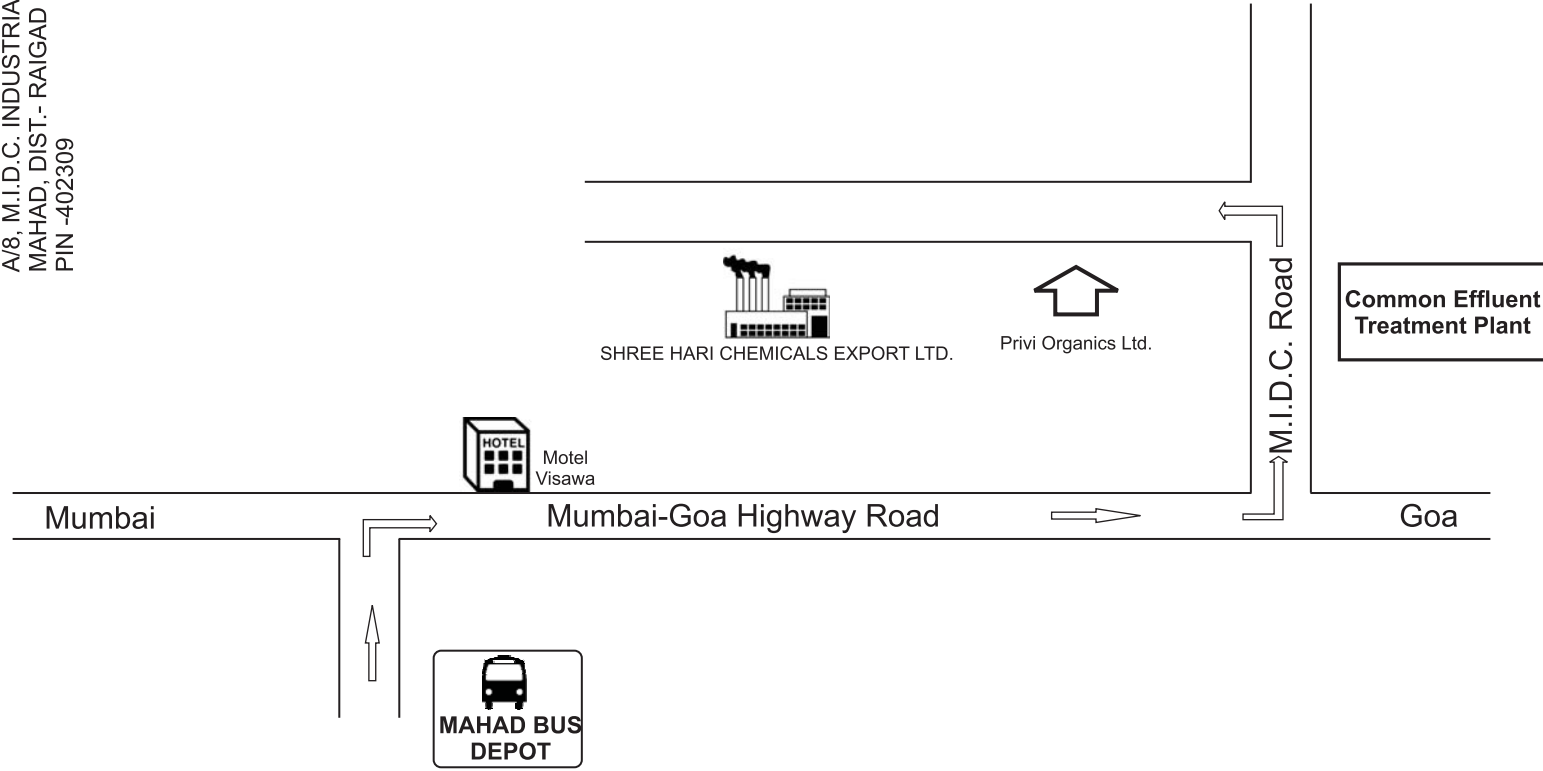 A/8, M.I.D.C. INDUSTRIA
MAHAD, DIST.- RAIGAD
PIN -402309
M.I.D.C. Road
Common Effluent
Treatment Plant
SHREE HARI CHEMICALS EXPORT LTD.
Privi Organics Ltd.
HOTEL
Motel
Visawa
Mumbai
Mumbai-Goa Highway Road
Goa
MAHAD BUS
DEPOT